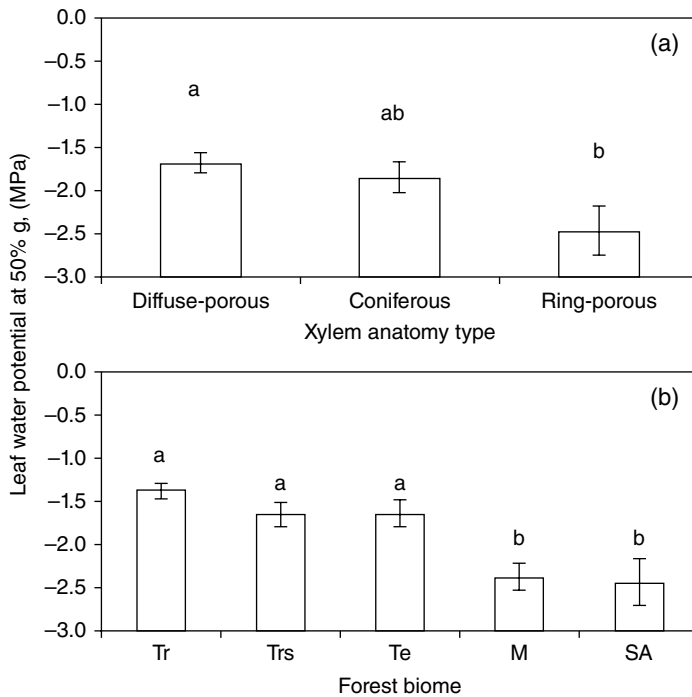 Leaf water potential at 50% g, (MPa)
(a)
0.0
–0.5
–1.0
–1.5
–2.0
–2.5
–3.0
a
ab
b
Diffuse-porous Coniferous Ring-porous
Xylem anatomy type
(b)
0.0
–0.5
–1.0
–1.5
–2.0
–2.5
–3.0
a a a b b
Tr Trs Te M SA
Forest biome